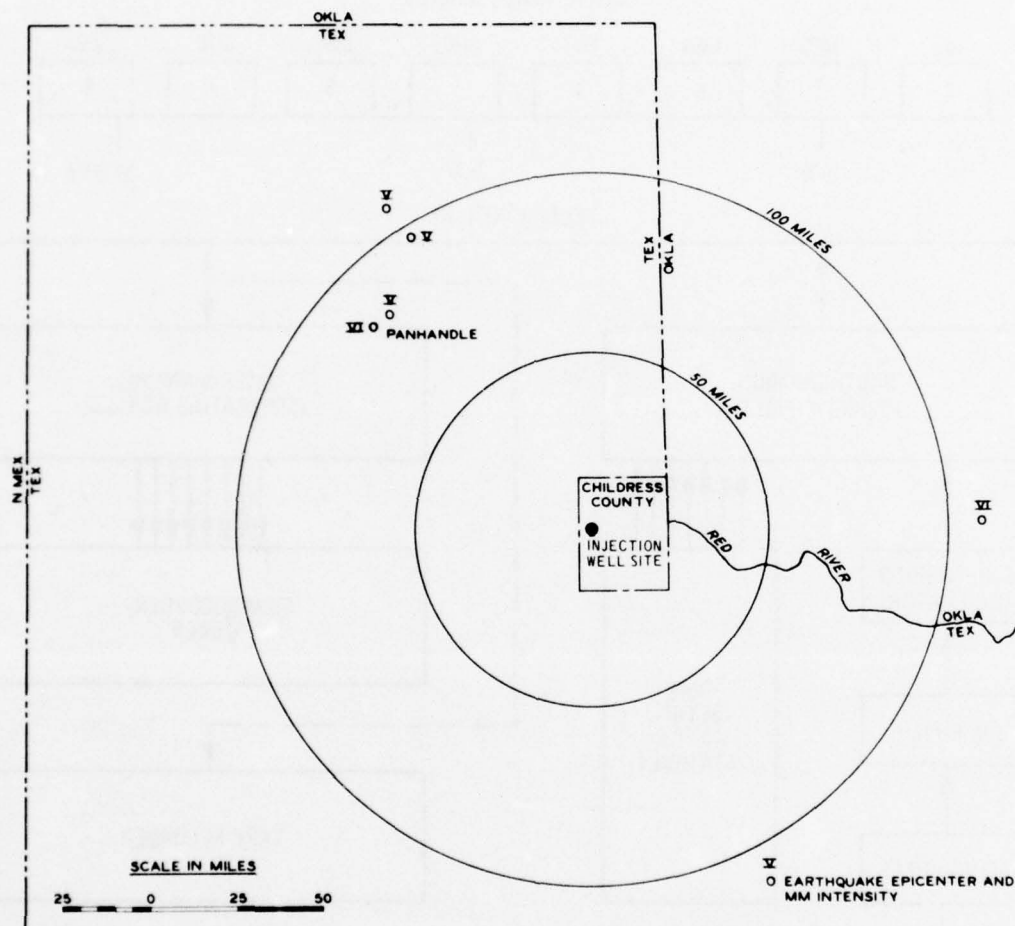 OKLA
TEX
V
V
100 MILES
TEX
OKLA
V
VI
PANHANDLE
50 MILES
N MEX
TEX
CHILDRESS
COUNTY
INJECTION
WELL SITE
VI
RED RIVER
OKLA
TEX
SCALE IN MILES
25 0 25 50
V
EARTHQUAKE EPICENTER AND
MM INTENSITY